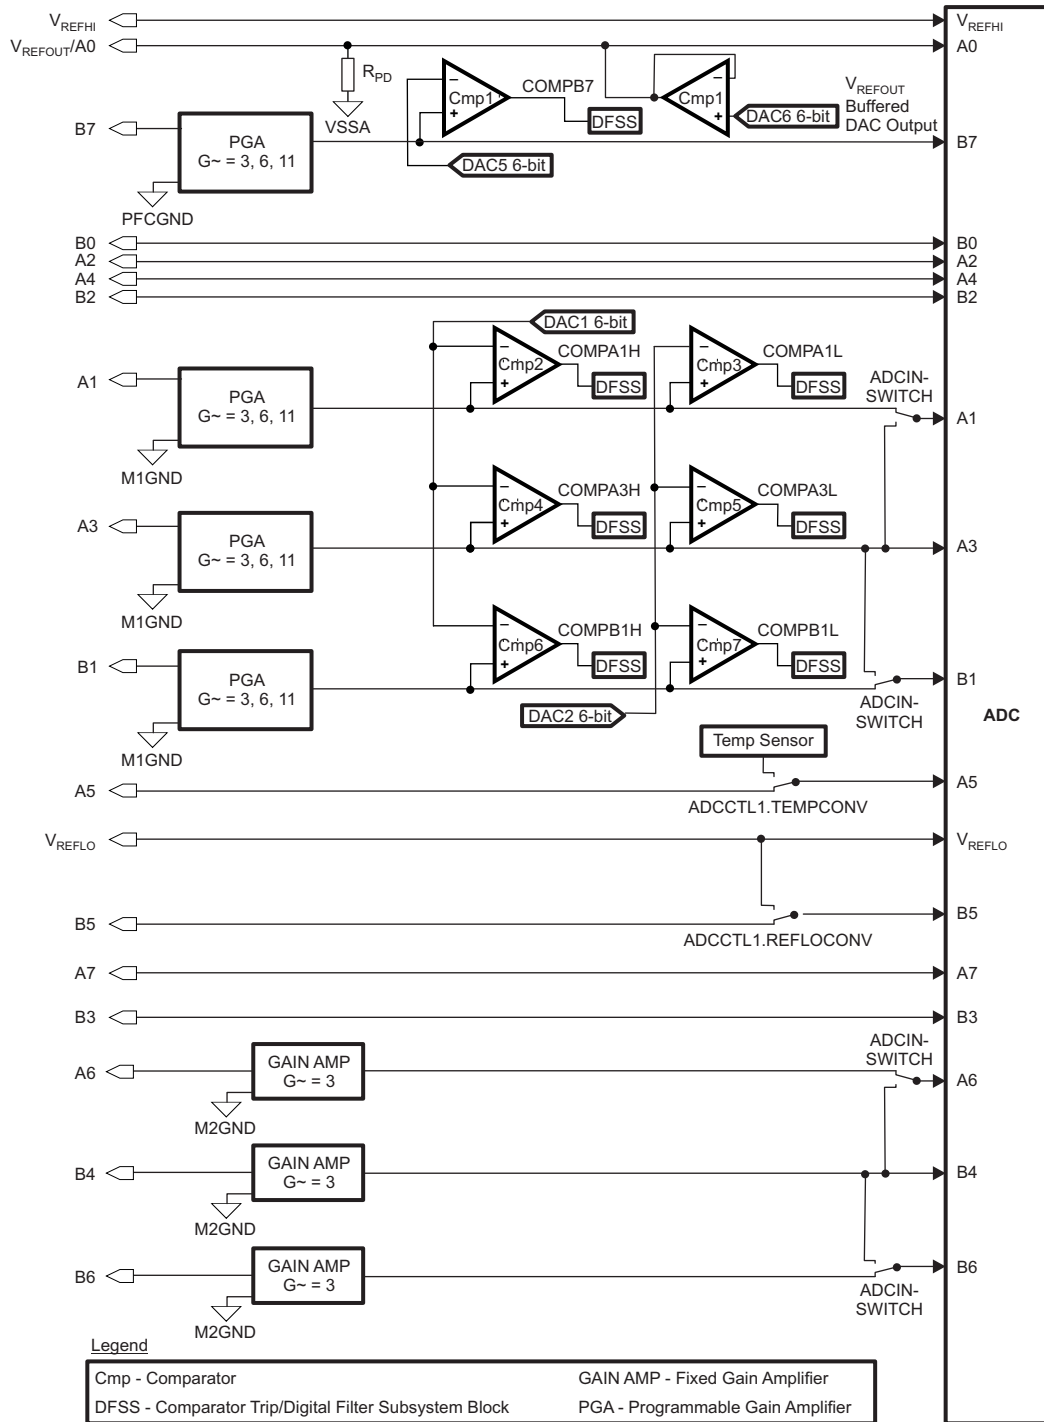 VREFHI
VREFHI
VREFOUT/A0
A0
RPD
VSSA
−
+
Cmp1
COMPB7
DFSS
−
+
Cmp1
DAC6 6-bit
VREFOUT
Buffered
DAC Output
B7
PGA
G~ = 3, 6, 11
B7
DAC5 6-bit
PFCGND
B0
B0
A2
A2
A4
A4
B2
B2
DAC1 6-bit
−
+
Cmp2
COMPA1H
DFSS
−
+
Cmp3
COMPA1L
DFSS
ADCIN-
SWITCH
A1
PGA
G~ = 3, 6, 11
A1
M1GND
−
+
Cmp4
COMPA3H
DFSS
−
+
Cmp5
COMPA3L
DFSS
A3
PGA
G~ = 3, 6, 11
A3
M1GND
−
+
Cmp6
COMPB1H
DFSS
−
+
Cmp7
COMPB1L
DFSS
B1
PGA
G~ = 3, 6, 11
B1
ADCIN-
SWITCH
DAC2 6-bit
ADC
M1GND
Temp Sensor
A5
A5
ADCCTL1.TEMPCONV
VREFLO
VREFLO
B5
B5
ADCCTL1.REFLOCONV
A7
A7
B3
B3
ADCIN-
SWITCH
A6
GAIN AMP
G~ = 3
A6
M2GND
B4
GAIN AMP
G~ = 3
B4
M2GND
B6
GAIN AMP
G~ = 3
B6
ADCIN-
SWITCH
M2GND
Legend
Cmp - Comparator
GAIN AMP - Fixed Gain Amplifier
DFSS - Comparator Trip/Digital Filter Subsystem Block
PGA - Programmable Gain Amplifier